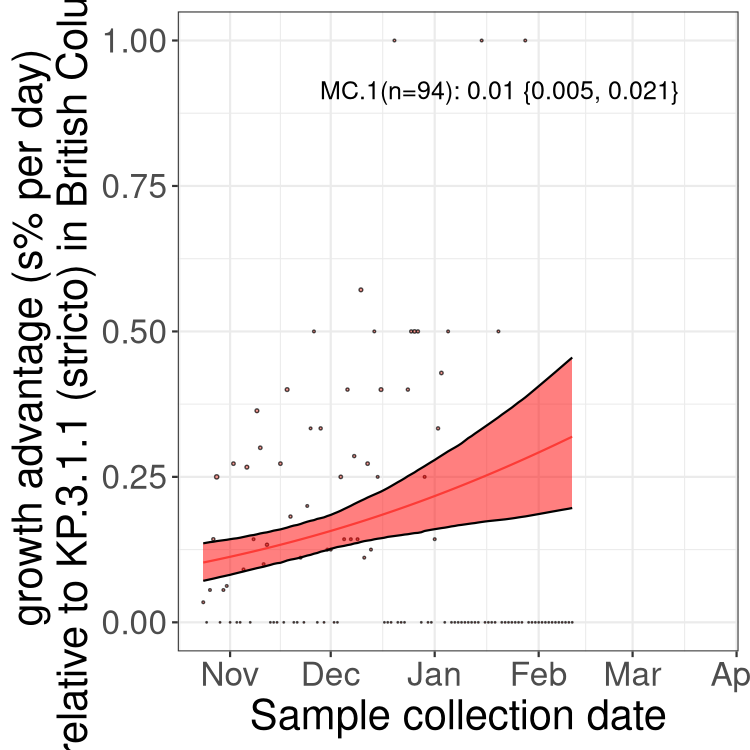 growth advantage (s% per day)
relative to KP.3.1.1 (stricto) in British Colu
1.00
0.75
0.50
0.25
0.00
MC.1(n=94): 0.01 {0.005, 0.021}
Nov Dec Jan Feb Mar Ap
Sample collection date